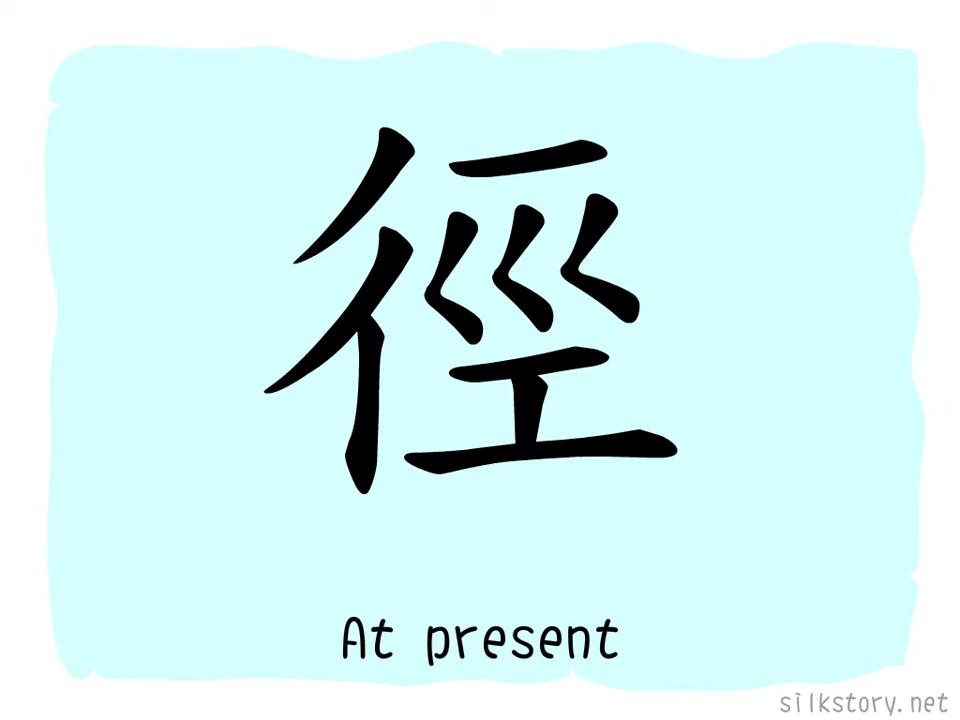 徑
At present
silkstory.net